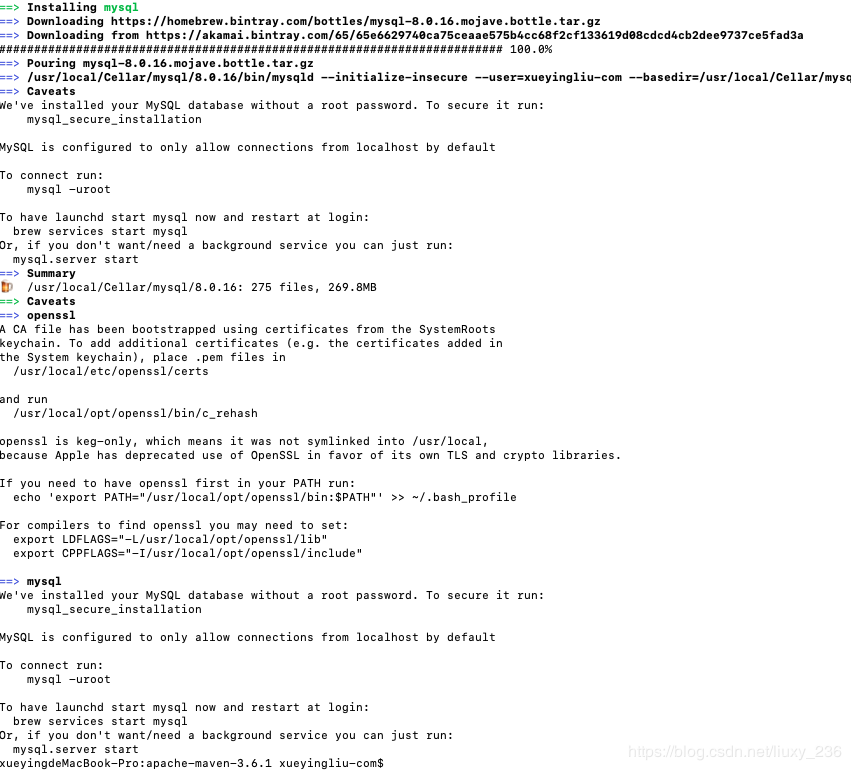 ==> Installing mysql
==> Downloading https://homebrew.bintray.com/bottles/mysql-8.0.16.mojave.bottle.tar.gz
==> Downloading from https://akamai.bintray.com/65/65e6629740ca75ceaae575b4cc68f2cf133619d08cdcd4cb2dee9737ce5fad3a
######################################################################## 100.0%
==> Pouring mysql-8.0.16.mojave.bottle.tar.gz
==> /usr/local/Cellar/mysql/8.0.16/bin/mysqld --initialize-insecure --user=xueyingliu-com --basedir=/usr/local/Cellar/mysq
==> Caveats
We've installed your MySQL database without a root password. To secure it run:
    mysql_secure_installation

MySQL is configured to only allow connections from localhost by default

To connect run:
    mysql -uroot

To have launchd start mysql now and restart at login:
  brew services start mysql
Or, if you don't want/need a background service you can just run:
  mysql.server start
==> Summary
🍺  /usr/local/Cellar/mysql/8.0.16: 275 files, 269.8MB
==> Caveats
==> openssl
A CA file has been bootstrapped using certificates from the SystemRoots
keychain. To add additional certificates (e.g. the certificates added in
the System keychain), place .pem files in
  /usr/local/etc/openssl/certs

and run
  /usr/local/opt/openssl/bin/c_rehash

openssl is keg-only, which means it was not symlinked into /usr/local,
because Apple has deprecated use of OpenSSL in favor of its own TLS and crypto libraries.

If you need to have openssl first in your PATH run:
  echo 'export PATH="/usr/local/opt/openssl/bin:$PATH"' >> ~/.bash_profile

For compilers to find openssl you may need to set:
  export LDFLAGS="-L/usr/local/opt/openssl/lib"
  export CPPFLAGS="-I/usr/local/opt/openssl/include"

==> mysql
We've installed your MySQL database without a root password. To secure it run:
    mysql_secure_installation

MySQL is configured to only allow connections from localhost by default

To connect run:
    mysql -uroot

To have launchd start mysql now and restart at login:
  brew services start mysql
Or, if you don't want/need a background service you can just run:
  mysql.server start
xueyingdeMacBook-Pro:apache-maven-3.6.1 xueyingliu-com$
https://blog.csdn.net/liuxy_236